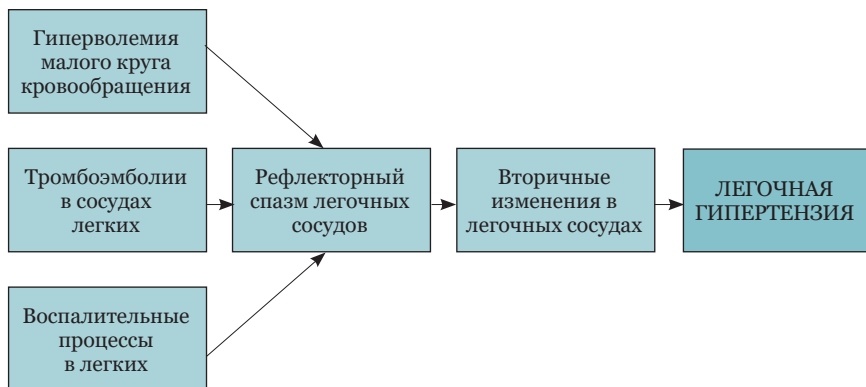 Гиперволемия
малого круга
кровообращения
Тромбоэмболии
в сосудах
легких
Рефлекторный
спазм легочных
сосудов
Вторичные
изменения в
легочных сосудах
ЛЕГОЧНАЯ
ГИПЕРТЕНЗИЯ
Воспалительные
процессы
в легких